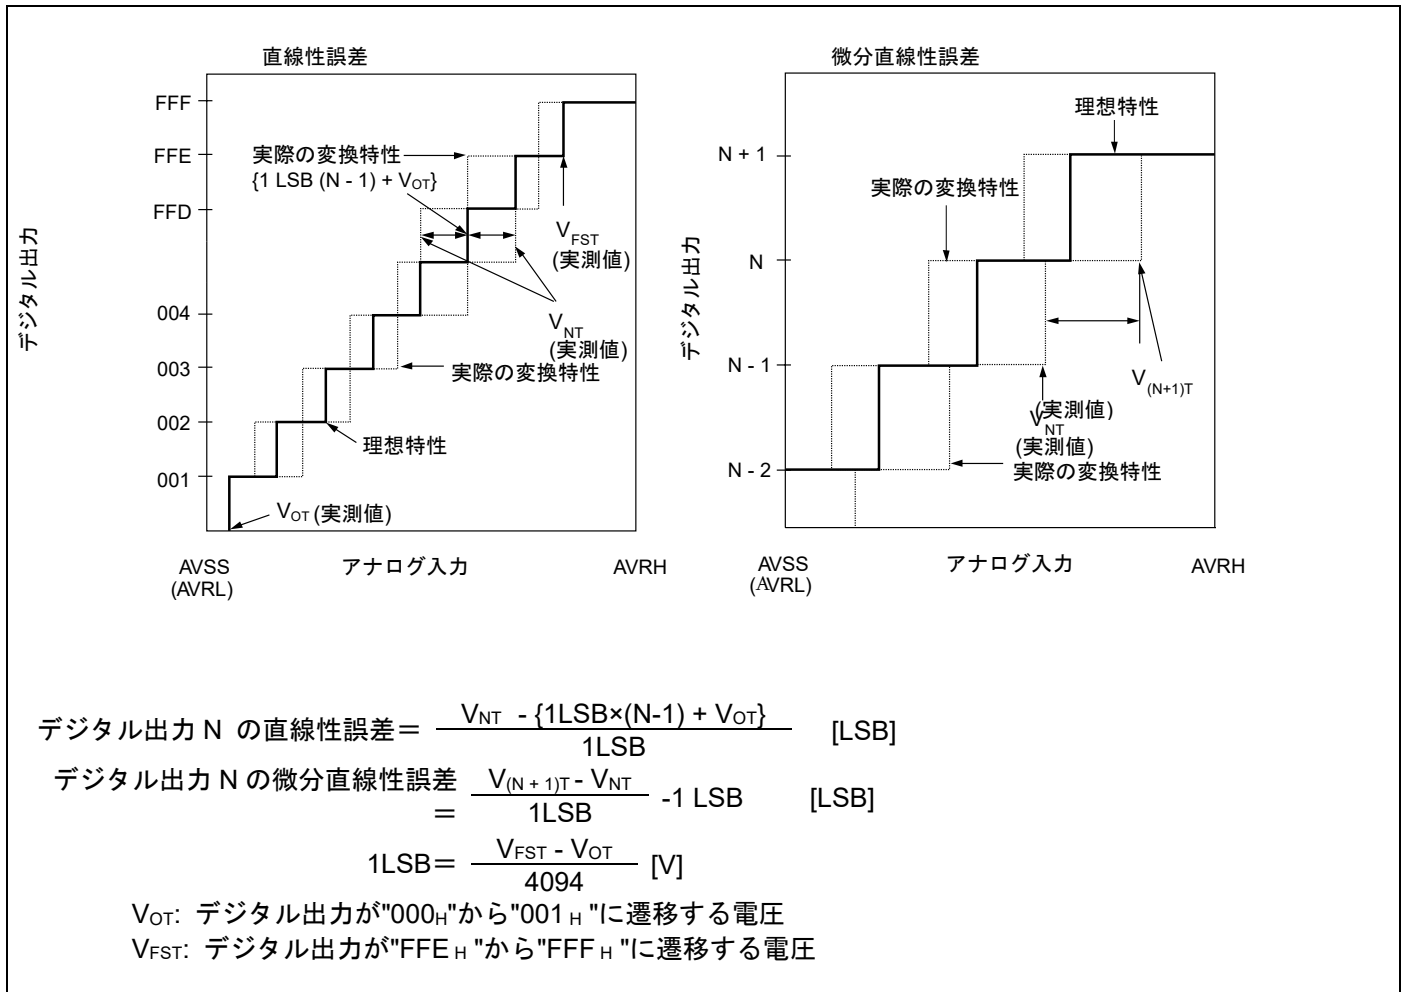 直線性誤差
デジタル出力
FFF
FFE
FFD
004
003
002
001
実際の変換特性
{1 LSB (N - 1) + VOT}
VFST
(実測値)
VNT
(実測値)
実際の変換特性
理想特性
VOT (実測値)
AVSS
(AVRL)
アナログ入力
AVRH
微分直線性誤差
デジタル出力
N + 1
N
N - 1
N - 2
理想特性
実際の変換特性
V(N+1)T
(実測値)
VNT
(実測値)
実際の変換特性
AVSS
(AVRL)
アナログ入力
AVRH
デジタル出力 N の直線性誤差＝ VNT - {1LSB×(N-1) + VOT} [LSB]
1LSB
デジタル出力 N の微分直線性誤差 V(N + 1)T - VNT -1 LSB [LSB]
＝ 1LSB
1LSB＝ VFST - VOT [V]
4094
VOT: デジタル出力が"000H"から"001 H "に遷移する電圧
VFST: デジタル出力が"FFE H "から"FFF H "に遷移する電圧